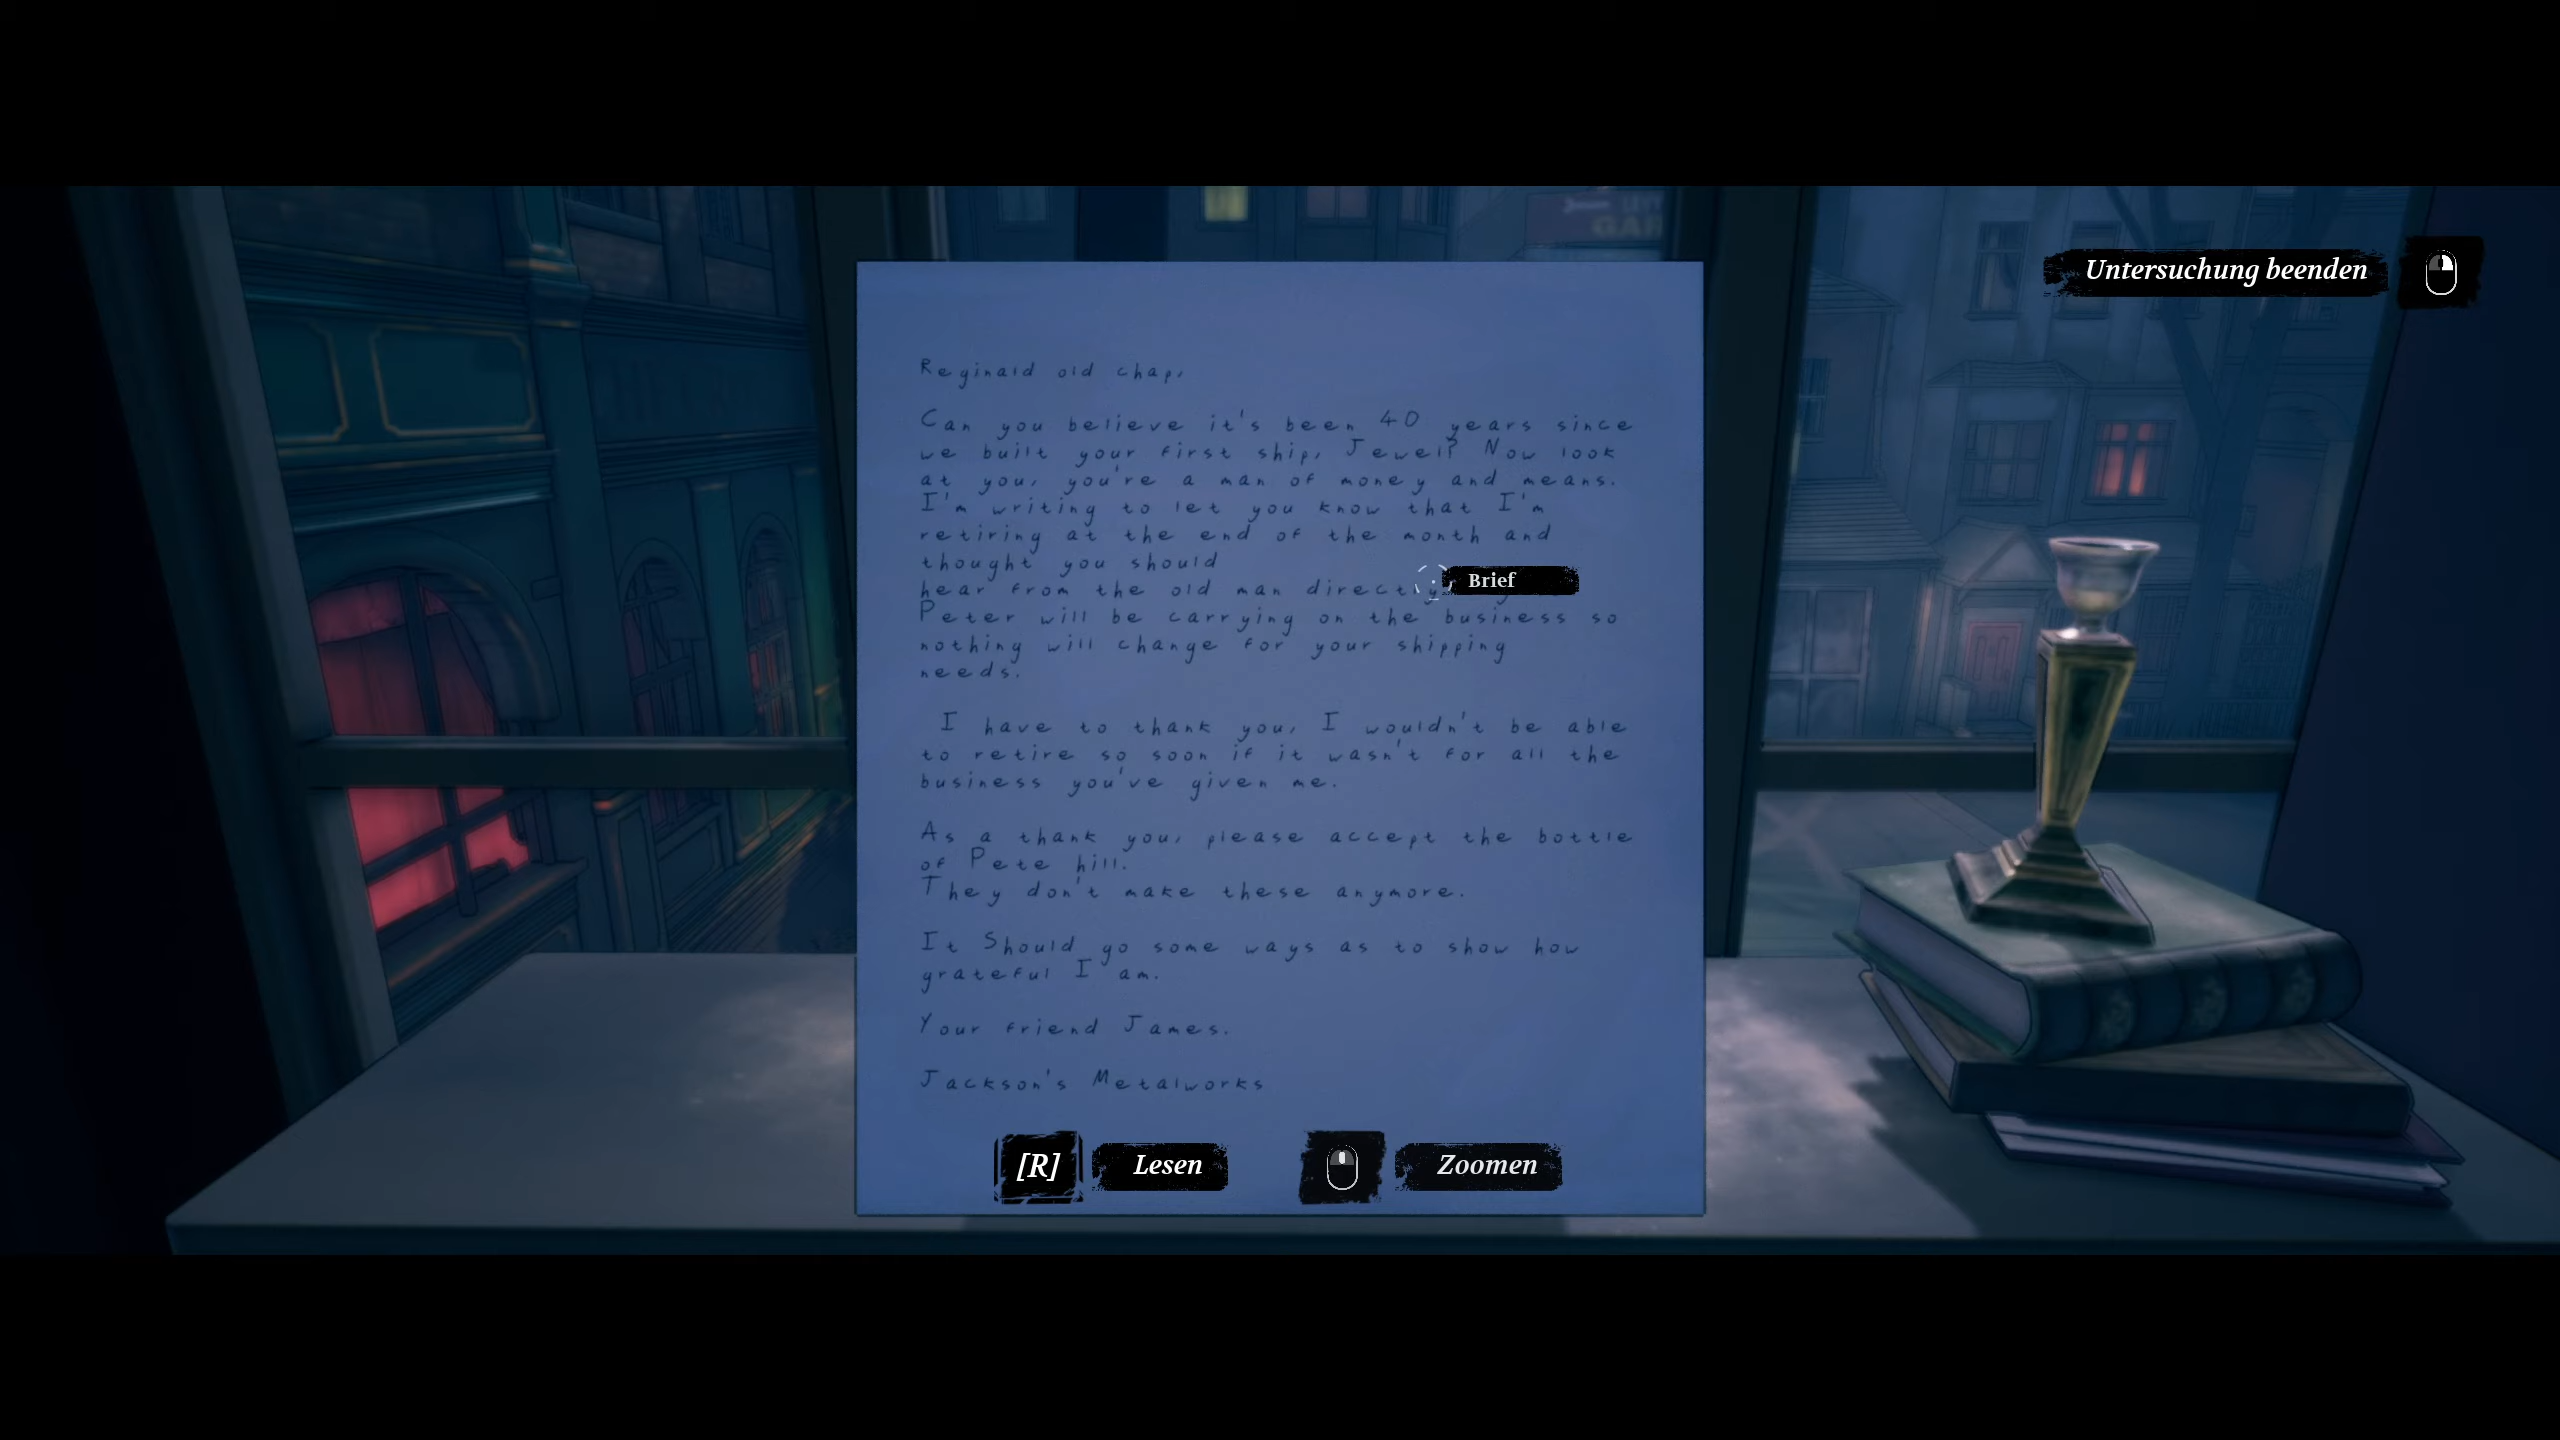 GAR
Untersuchung beenden
Reginald old chap,
Can you believe it's been 40 years since
we built your first ship, Jewel? Now look
at you, you're a man of money and means.
I'm writing to let you know that I'm
retiring at the end of the month and
thought you should
hear from the old man
Brief
Peter will be carrying on the business so
nothing will change for your shipping
needs.
I have to thank you, I wouldn't be able
to retire so soon if it wasn't for all the
business you've given me.
As a thank you, please accept the bottle
of Pete hill.
They don't make these anymore.
It Should go some ways as to show how
grateful I am.
Your friend James.
Jackson's Metalworks
[R] Lesen Zoomen